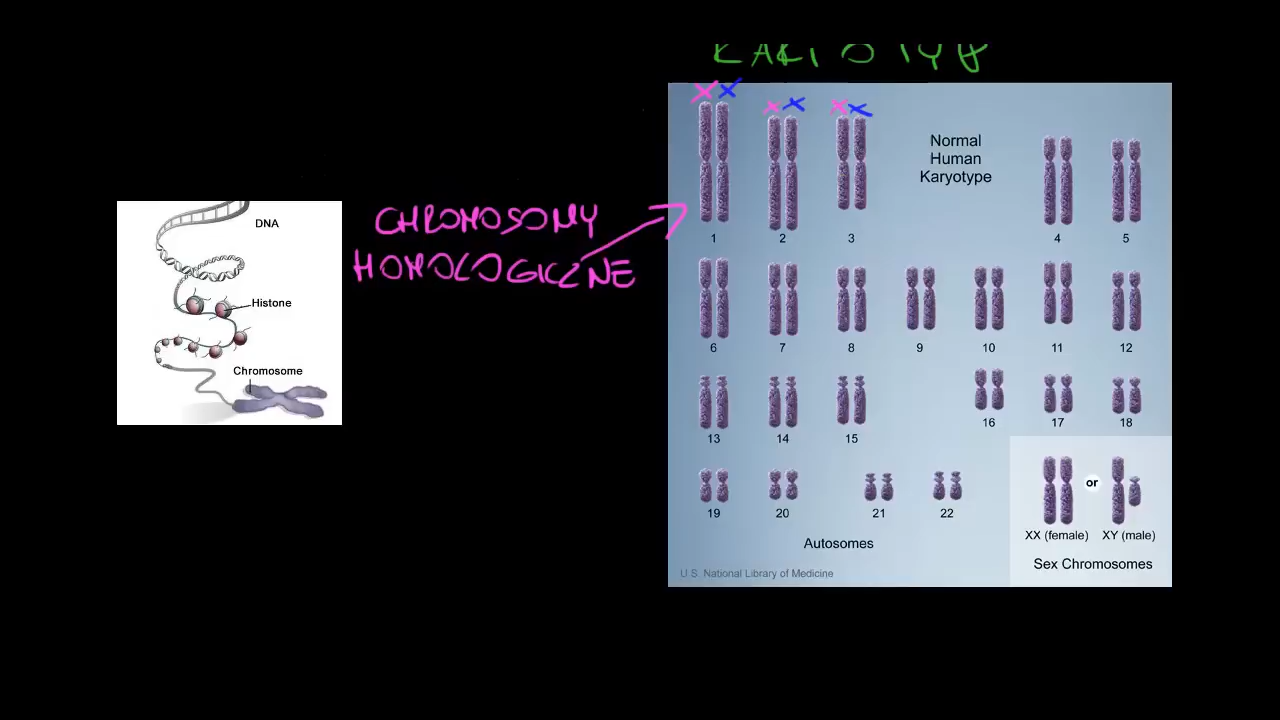 KARIOTYP
DNA
Histone
Chromosome
CHROMOSOMY
HOMOLOGICZNE
Normal
Human
Karyotype
1 2 3 4 5
6 7 8 9 10 11 12
13 14 15 16 17 18
19 20 21 22
or
XX (female) XY (male)
Autosomes
Sex Chromosomes
U.S. National Library of Medicine